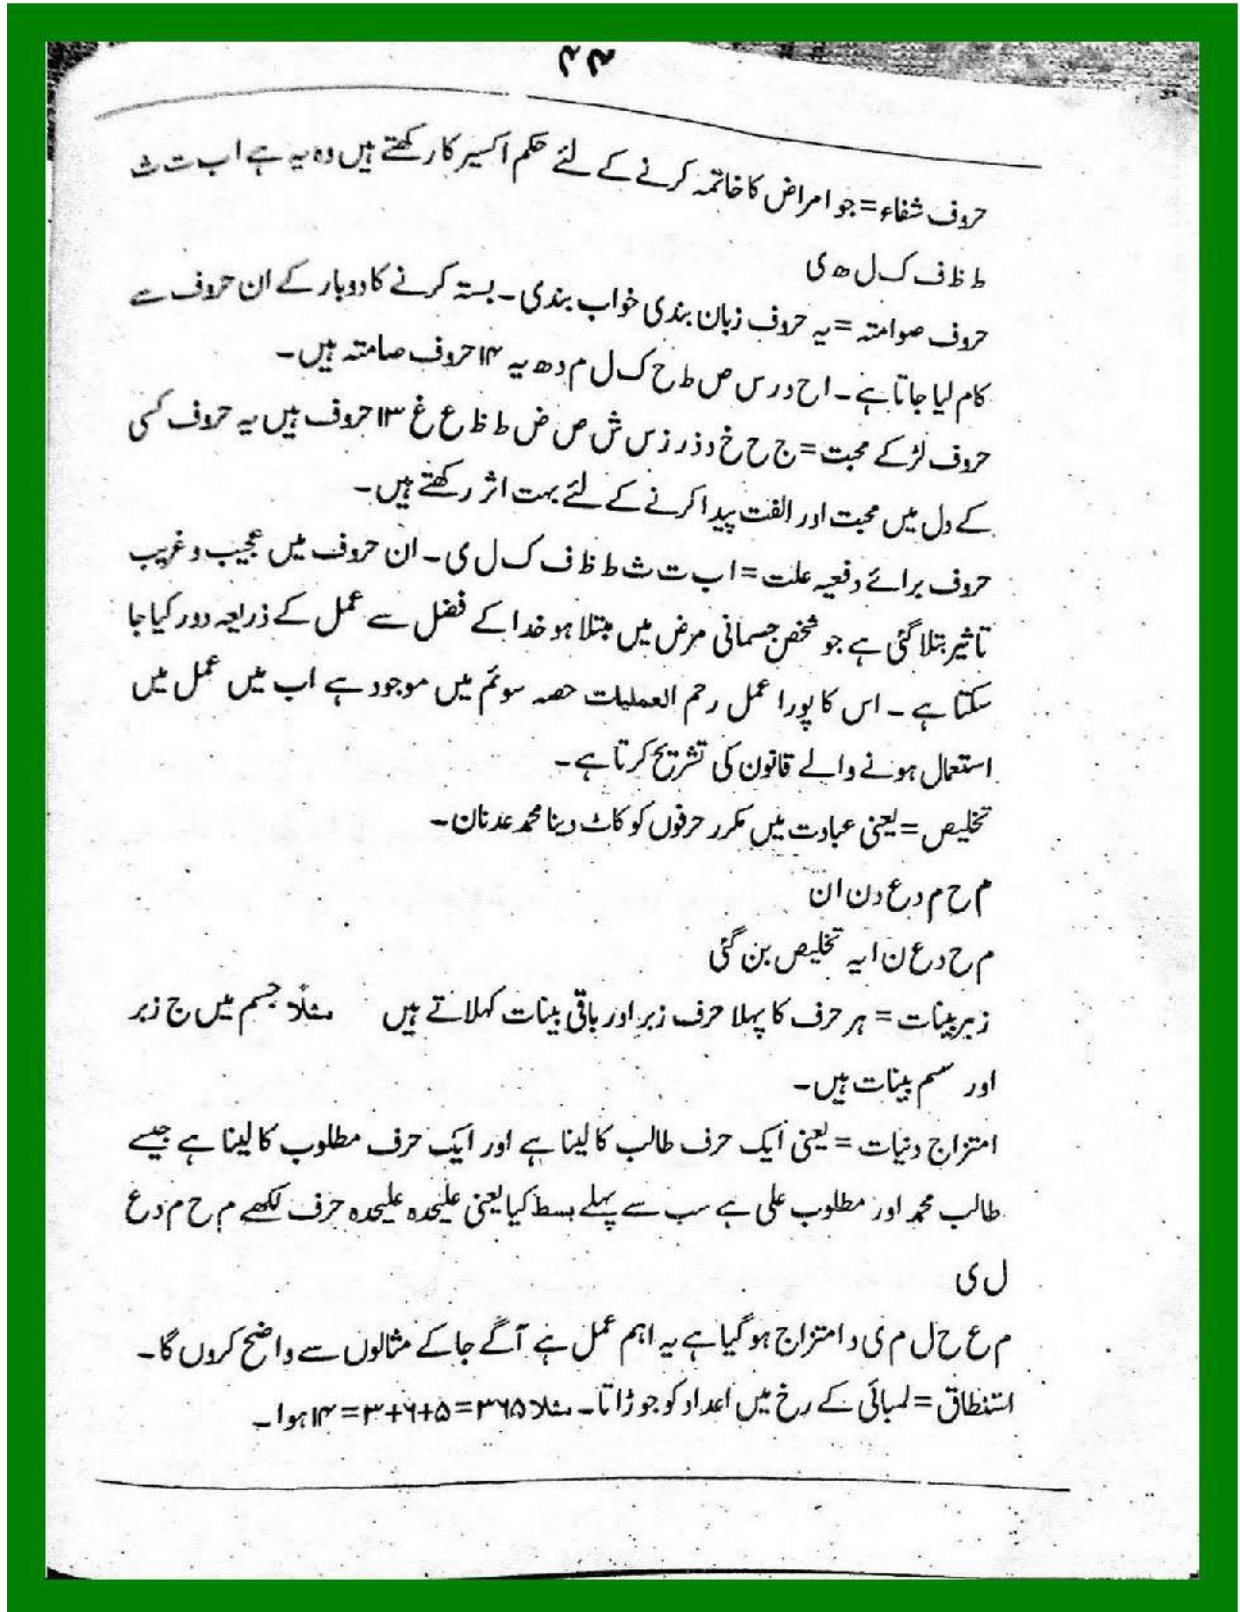 ۴۴
حروف شفاء = جو امراض کا خاتمہ کرنے کے لئے حکم اکسیر کا رکھتے ہیں وہ یہ ہے ا ب ت ث
ط ظ ف ک ل ھ ی
حروف صوامتہ = یہ حروف زبان بندی خواب بندی۔ بستہ کرنے کاروبار کے ان حروف سے
کام لیا جاتا ہے۔ ا ح د ر س ص ط ح ک ل م و ھ یہ ۱۴ حروف صامتہ ہیں۔
حروف لڑکے محبت = ج ح خ د ذ ر ز س ش ص ض ط ظ ع غ ۱۳ حروف ہیں یہ حروف کسی
کے دل میں محبت اور الفت پیدا کرنے کے لئے بہت اثر رکھتے ہیں۔
حروف برائے دفعیہ علت = ا ب ت ث ط ظ ف ک ل ی۔ ان حروف میں عجیب و غریب
تاثیر بتلا گئی ہے جو شخص جسمانی مرض میں مبتلا ہو خدا کے فضل سے عمل کے ذریعہ دور کیا جا
سکتا ہے۔ اس کا پورا عمل رحم العملیات حصہ سوئم میں موجود ہے اب میں عمل میں
استعمال ہونے والے قانون کی تشریح کرتا ہے۔
تخلیص = یعنی عبادت میں مکرر حرفوں کو کاٹ دینا محمد عدنان۔
م ح م د ع د ن ا ن
م ح د ع ن ا یہ تخلیص بن گئی
زبر بینات = ہر حرف کا پہلا حرف زبر اور باقی بینات کہلاتے ہیں مثلاً جسم میں ج زبر
اور سم بینات ہیں۔
امتزاج دنیات = یعنی ایک حرف طالب کا لینا ہے اور ایک حرف مطلوب کا لینا ہے جیسے
طالب محمد اور مطلوب علی ہے سب سے پہلے بسط کیا یعنی علیحدہ علیحدہ حرف لکھے م ح م د ع
ل ی
م ع ح ل م ی د امتزاج ہو گیا ہے یہ اہم عمل ہے آگے جا کے مثالوں سے واضح کروں گا۔
استنطاق = لمبائی کے رخ میں اعداد کو جوڑاتا۔ مثلا ۳۶۵=۵+۶+۳=۱۴ ہوا۔